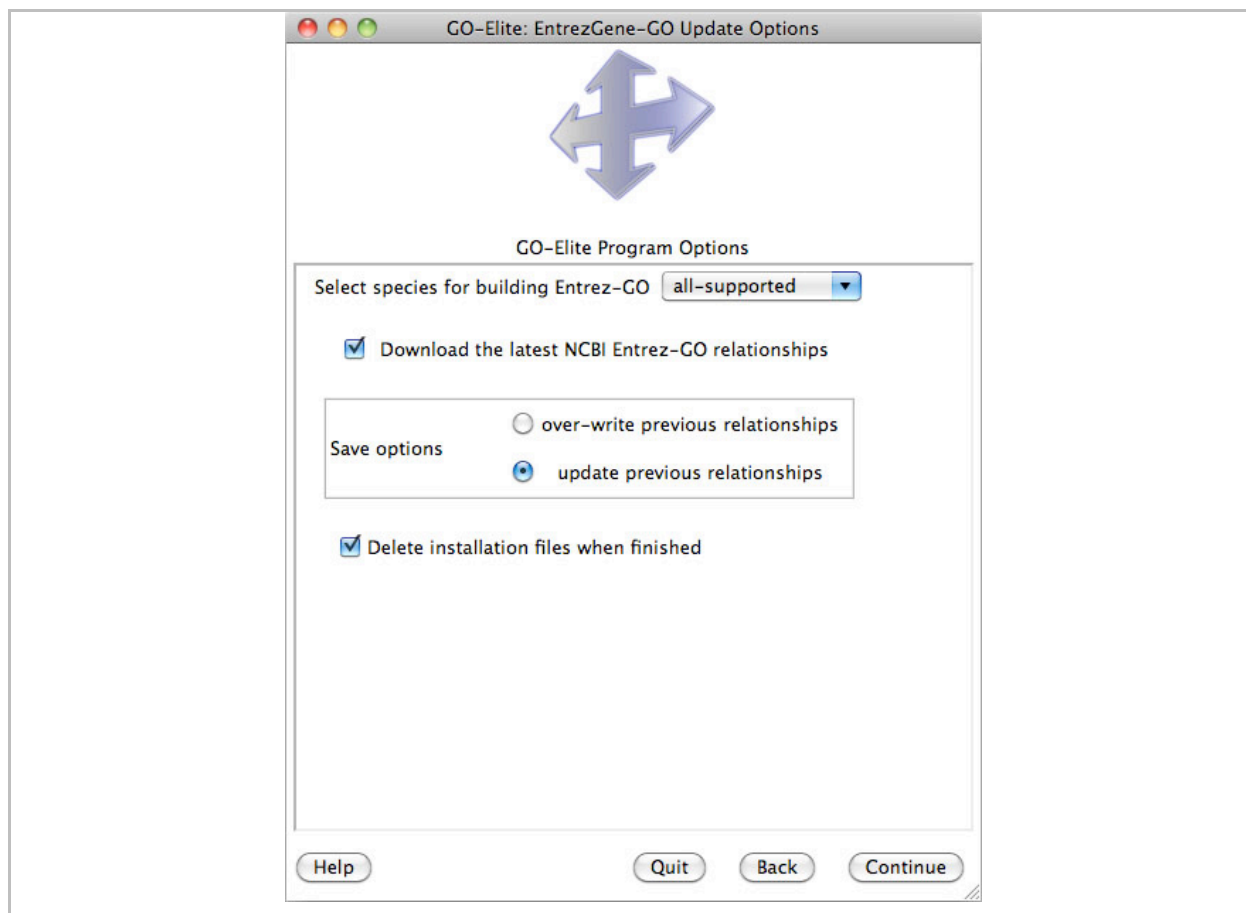 GO-Elite: EntrezGene-GO Update Options
GO-Elite Program Options
Select species for building Entrez-GO all-supported
Download the latest NCBI Entrez-GO relationships
over-write previous relationships
Save options
update previous relationships
Delete installation files when finished
Help Quit Back Continue